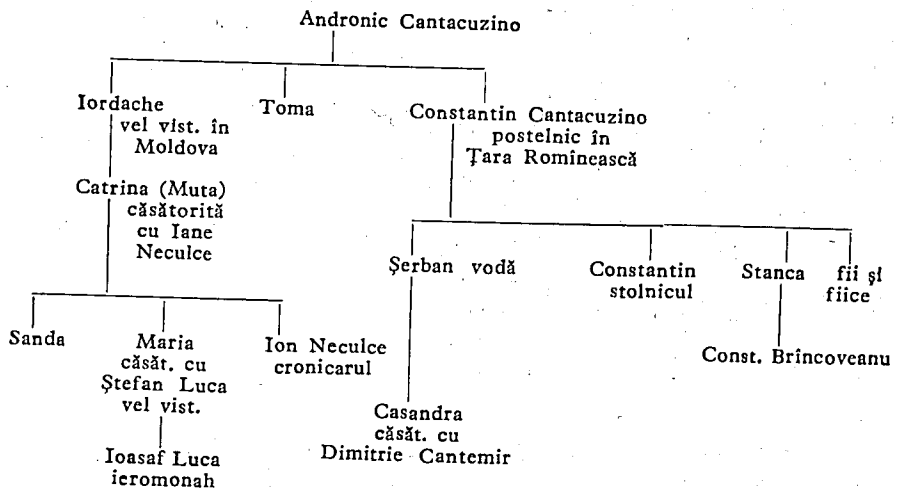 Andronic Cantacuzino
Iordache
vel vist. în
Moldova
Toma
Constantin Cantacuzino
postelnic în
Țara Romînească
Catrina (Muta)
căsătorită
cu Iane
Neculce
Șerban vodă
Constantin
stolnicul
Stanca
fii și
fiice
Sanda
Maria
căsăt. cu
Ștefan Luca
vel vist.
Ion Neculce
cronicarul
Const. Brîncoveanu
Casandra
căsăt. cu
Dimitrie Cantemir
Ioasaf Luca
ieromonah